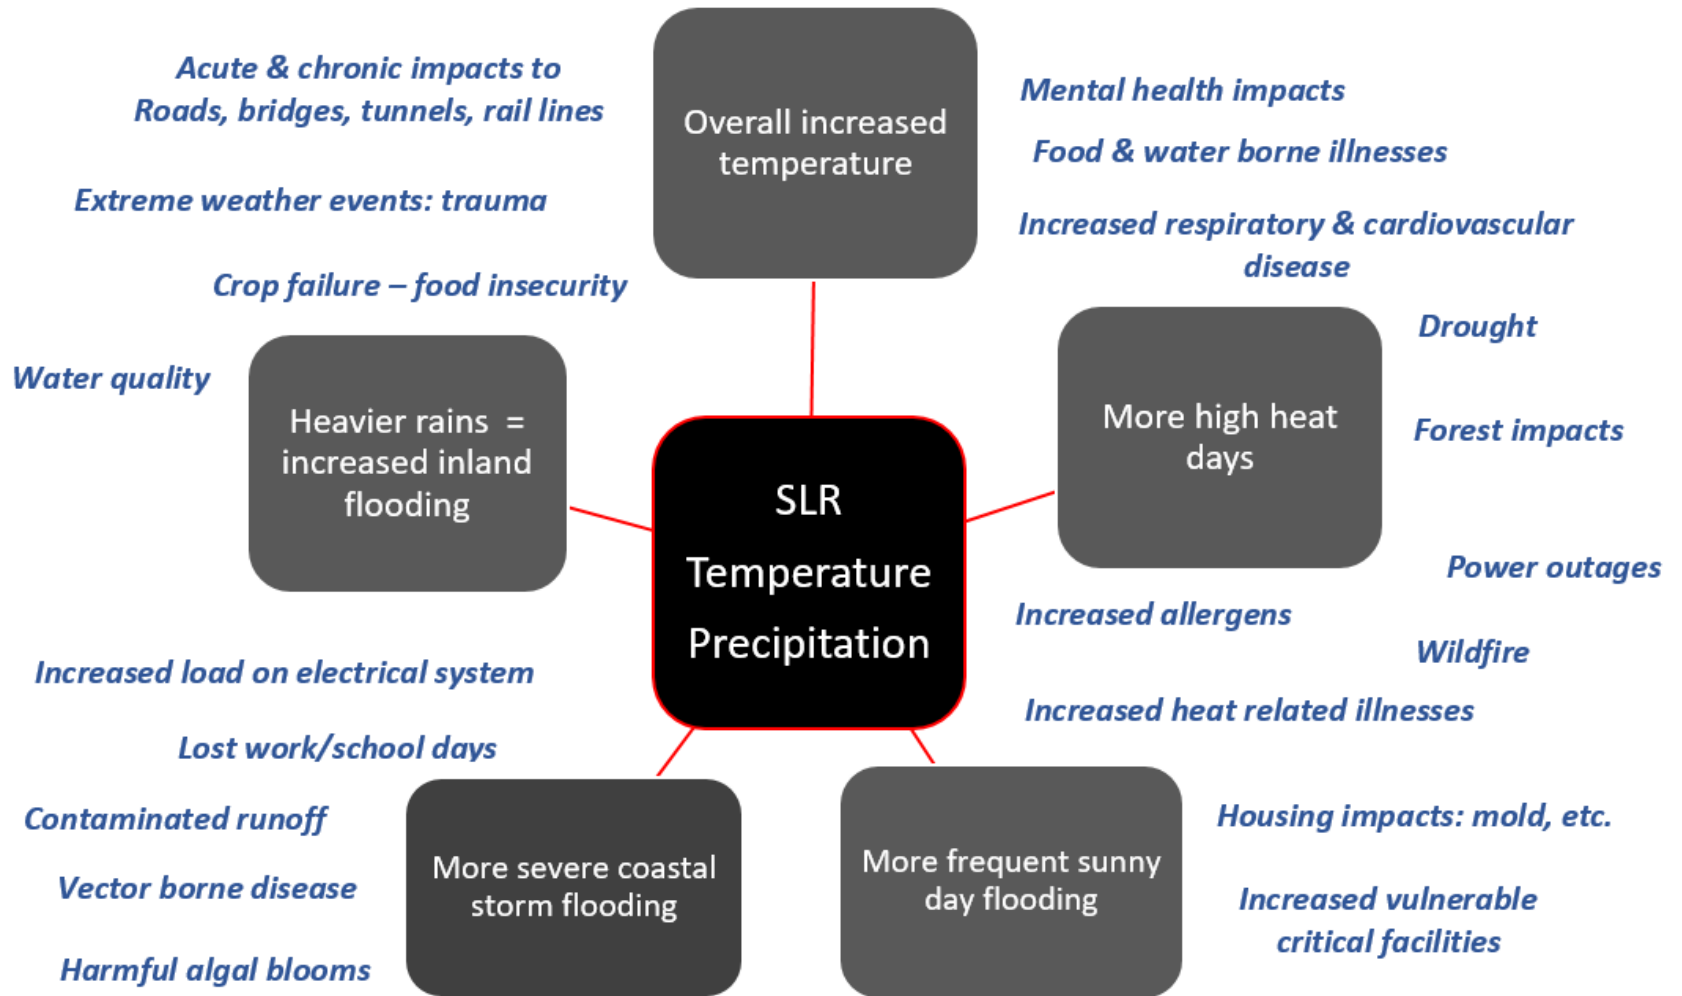 Acute & chronic impacts to
Roads, bridges, tunnels, rail lines
Extreme weather events: trauma
Crop failure – food insecurity
Water quality
Overall increased
temperature
Mental health impacts
Food & water borne illnesses
Increased respiratory & cardiovascular
disease
Drought
Forest impacts
Heavier rains =
increased inland
flooding
More high heat
days
SLR
Temperature
Precipitation
Power outages
Increased allergens
Wildfire
Increased heat related illnesses
Increased load on electrical system
Lost work/school days
Contaminated runoff
Vector borne disease
Harmful algal blooms
More severe coastal
storm flooding
More frequent sunny
day flooding
Housing impacts: mold, etc.
Increased vulnerable
critical facilities